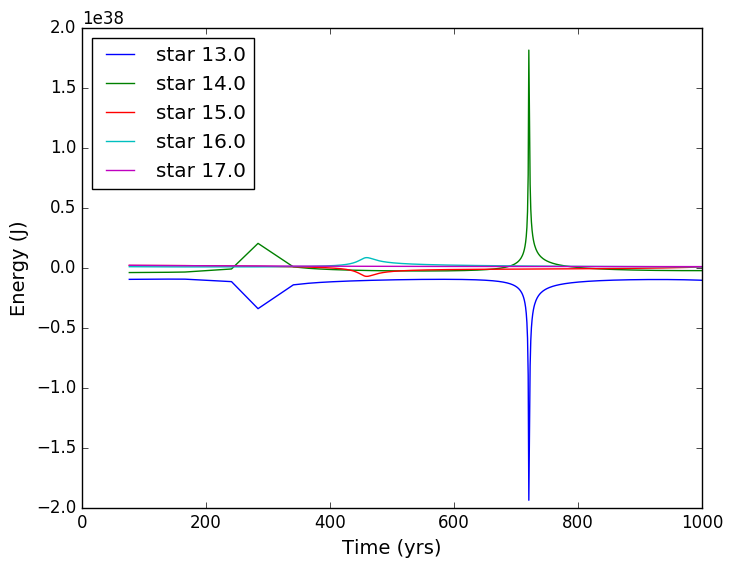 1e38
2.0
1.5
1.0
0.5
0.0
−0.5
−1.0
−1.5
−2.0
Energy (J)
star 13.0
star 14.0
star 15.0
star 16.0
star 17.0
0 200 400 600 800 1000
Time (yrs)